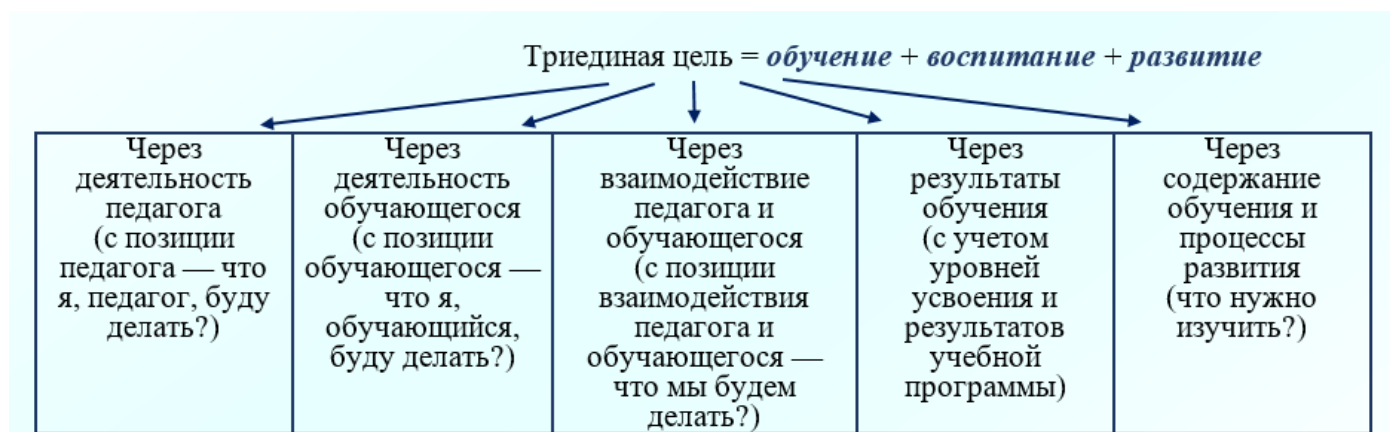 Триединая цель = обучение + воспитание + развитие
Через
деятельность
педагога
(с позиции
педагога — что
я, педагог, буду
делать?)
Через
деятельность
обучающегося
(с позиции
обучающегося —
что я,
обучающийся,
буду делать?)
Через
взаимодействие
педагога и
обучающегося
(с позиции
взаимодействия
педагога и
обучающегося —
что мы будем
делать?)
Через
результаты
обучения
(с учетом
уровней
усвоения и
результатов
учебной
программы)
Через
содержание
обучения и
процессы
развития
(что нужно
изучить?)